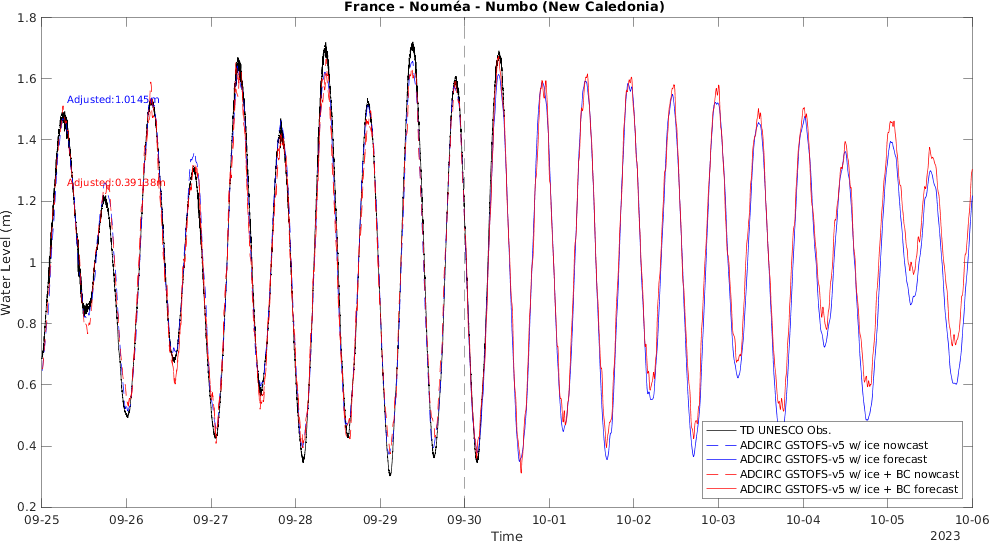 France - Nouméa - Numbo (New Caledonia)
1.8
1.6
1.4
1.2
1
0.8
0.6
0.4
0.2
Water Level (m)
Adjusted:1.0145m
Adjusted:0.39138m
TD UNESCO Obs.
ADCIRC GSTOFS-v5 w/ ice nowcast
ADCIRC GSTOFS-v5 w/ ice forecast
ADCIRC GSTOFS-v5 w/ ice + BC nowcast
ADCIRC GSTOFS-v5 w/ ice + BC forecast
09-25 09-26 09-27 09-28 09-29 09-30 10-01 10-02 10-03 10-04 10-05 10-06
Time
2023